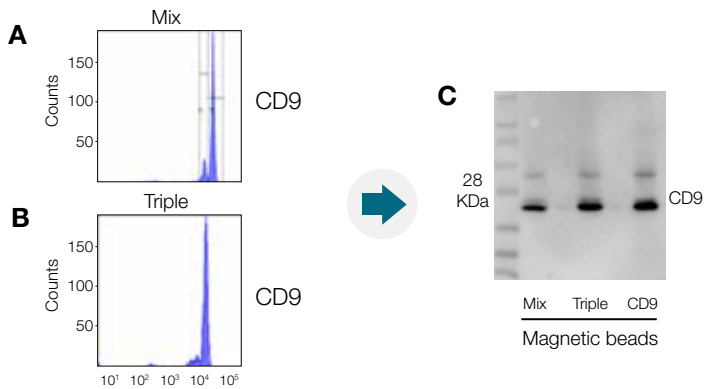 A
Mix
150
100
50
Counts
CD9
B
Triple
150
100
50
Counts
CD9
10¹ 10² 10³ 10⁴ 10⁵
C
28
KDa
CD9
Mix Triple CD9
Magnetic beads